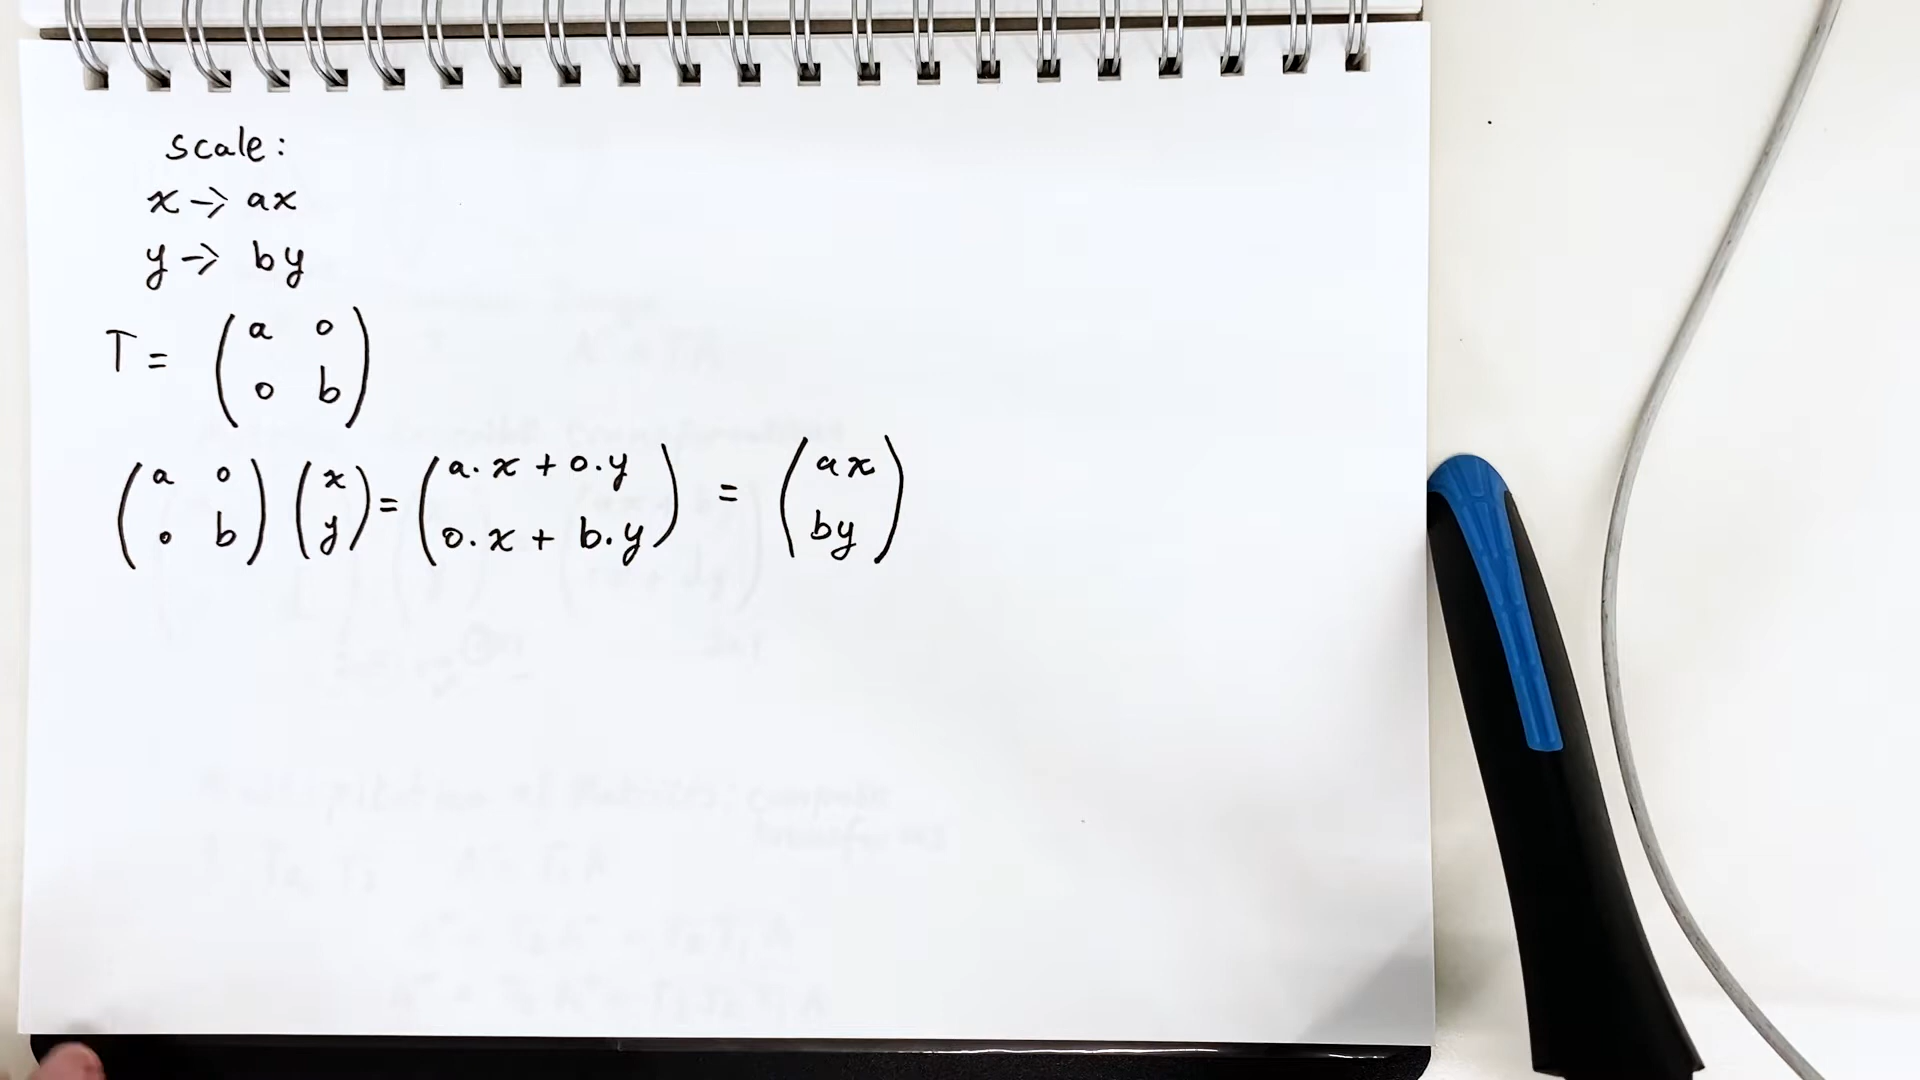 scale:
x -> ax
y -> by
T = (a 0
0 b)
(a 0
0 b) (x
y) = (a.x + 0.y
0.x + b.y) = (ax
by)